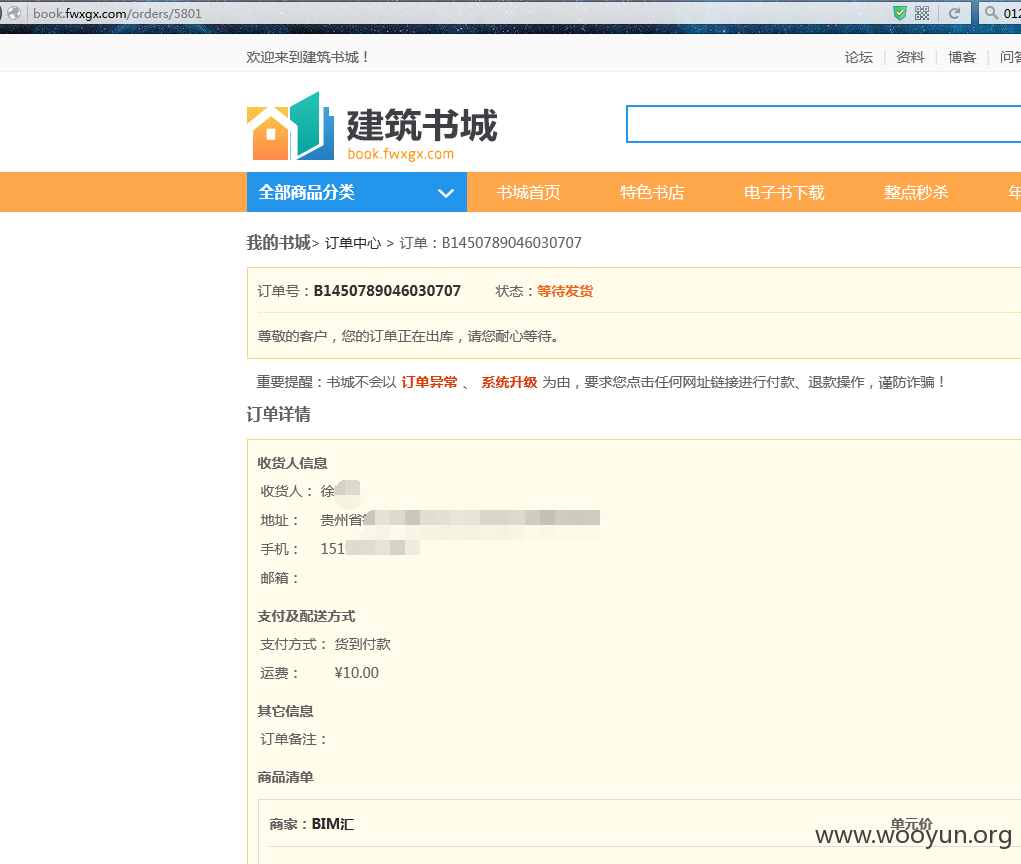 book.fwxgx.com/orders/5801
012
欢迎来到建筑书城！
论坛 | 资料 | 博客 | 问答
建筑书城
book.fwxgx.com
全部商品分类 书城首页 特色书店 电子书下载 整点秒杀 年
我的书城> 订单中心 > 订单：B1450789046030707
订单号：B1450789046030707 状态：等待发货
尊敬的客户，您的订单正在出库，请您耐心等待。
重要提醒：书城不会以 订单异常 、 系统升级 为由，要求您点击任何网址链接进行付款、退款操作，谨防诈骗！
订单详情
收货人信息
收货人： 徐
地址： 贵州省
手机： 151
邮箱：
支付及配送方式
支付方式： 货到付款
运费： ¥10.00
其它信息
订单备注：
商品清单
商家：BIM汇 单元价
www.wooyun.org